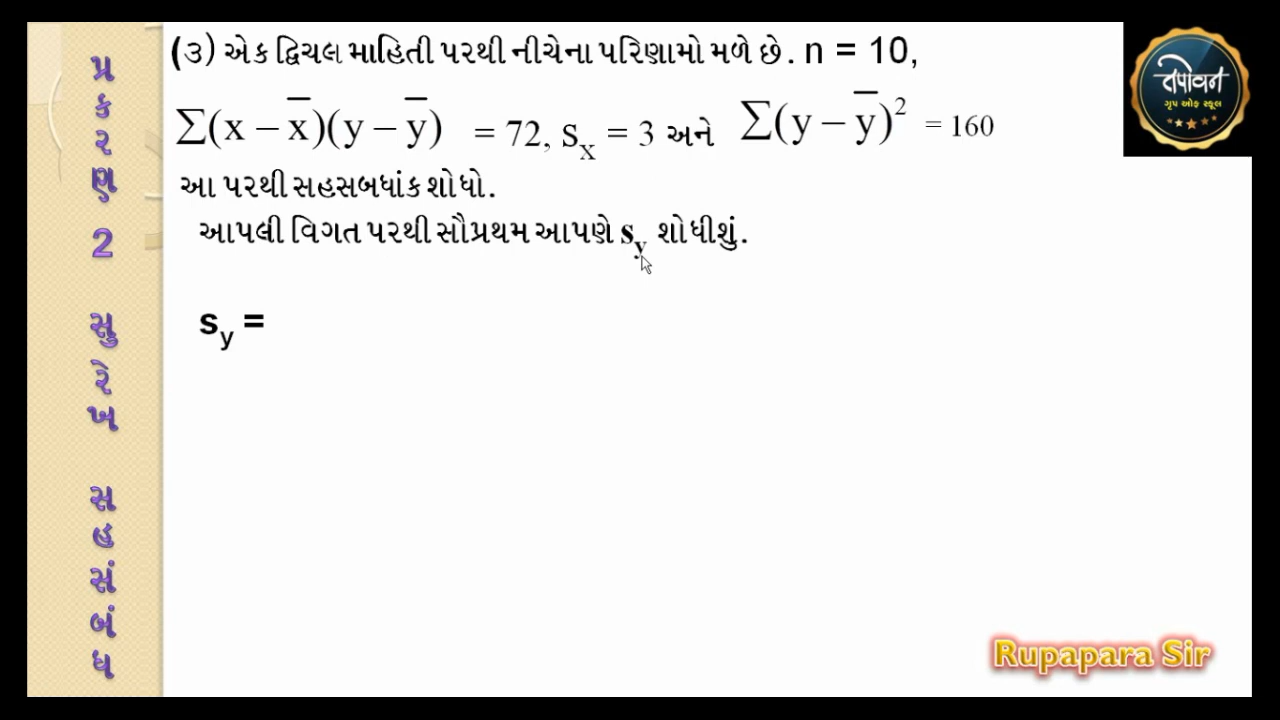 પ્રકરણ 2 સુરેખ સહસંબંધ
(૩) એક દ્વિચલ માહિતી પરથી નીચેના પરિણામો મળે છે. n = 10,
∑(x − x̅)(y − y̅) = 72, Sx = 3 અને ∑(y − y̅)² = 160
આ પરથી સહસબધાંક શોધો.
આપલી વિગત પરથી સૌપ્રથમ આપણે sy શોધીશું.
sy =
તપોવન
ગ્રુપ ઓફ સ્કૂલ
Rupapara Sir